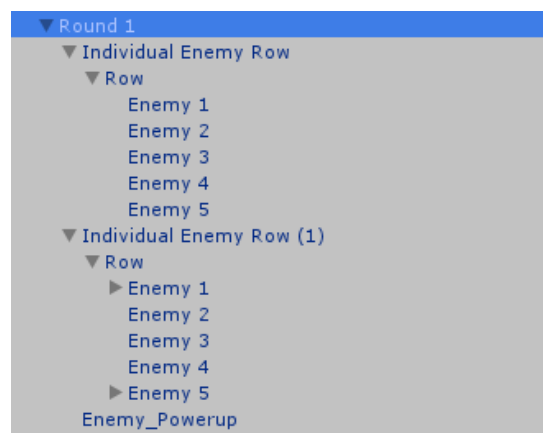 Round 1
Individual Enemy Row
Row
Enemy 1
Enemy 2
Enemy 3
Enemy 4
Enemy 5
Individual Enemy Row (1)
Row
Enemy 1
Enemy 2
Enemy 3
Enemy 4
Enemy 5
Enemy_Powerup